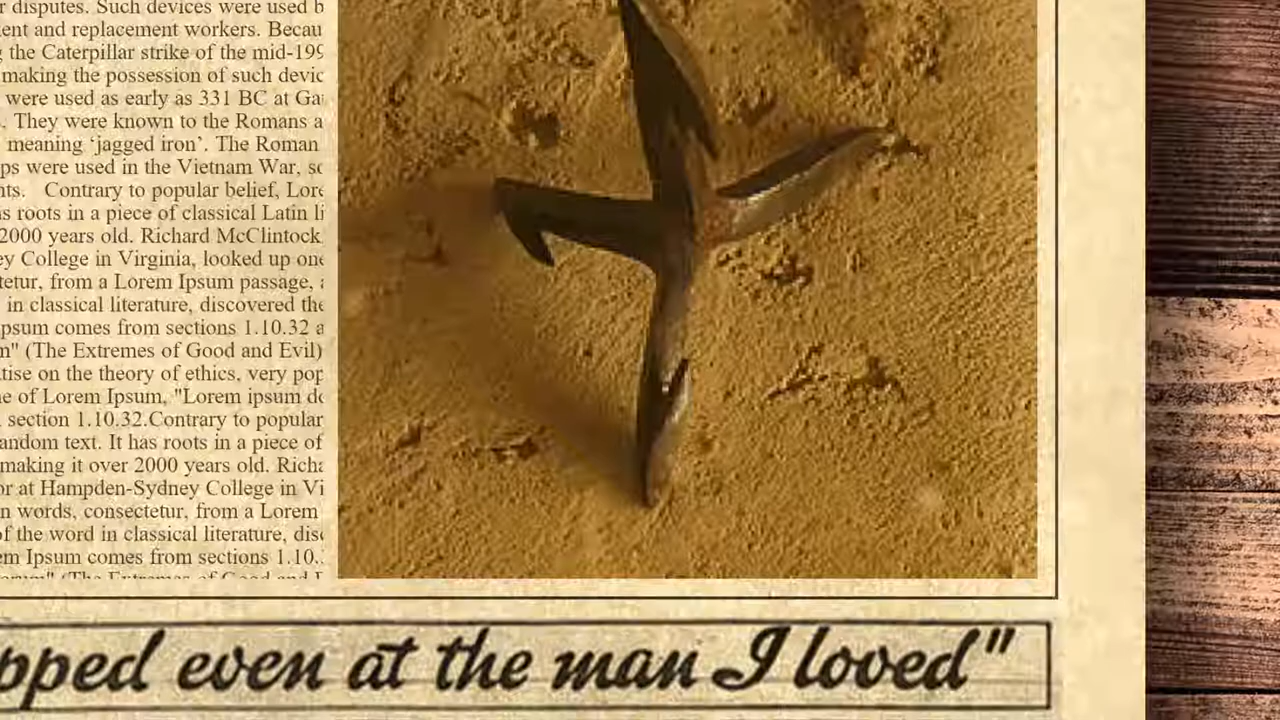 r disputes. Such devices were used b
ent and replacement workers. Becau
g the Caterpillar strike of the mid-199
making the possession of such devic
were used as early as 331 BC at Ga
. They were known to the Romans a
meaning ‘jagged iron’. The Roman
ps were used in the Vietnam War, sc
nts. Contrary to popular belief, Lore
as roots in a piece of classical Latin li
2000 years old. Richard McClintock
ey College in Virginia, looked up one
tetur, from a Lorem Ipsum passage, a
in classical literature, discovered the
ipsum comes from sections 1.10.32 a
m" (The Extremes of Good and Evil)
tise on the theory of ethics, very pop
ne of Lorem Ipsum, "Lorem ipsum do
section 1.10.32.Contrary to popular
andom text. It has roots in a piece of
making it over 2000 years old. Richa
or at Hampden-Sydney College in Vi
n words, consectetur, from a Lorem
of the word in classical literature, disc
em Ipsum comes from sections 1.10.
orum" (The Extremes of Good and E
pped even at the man I loved"